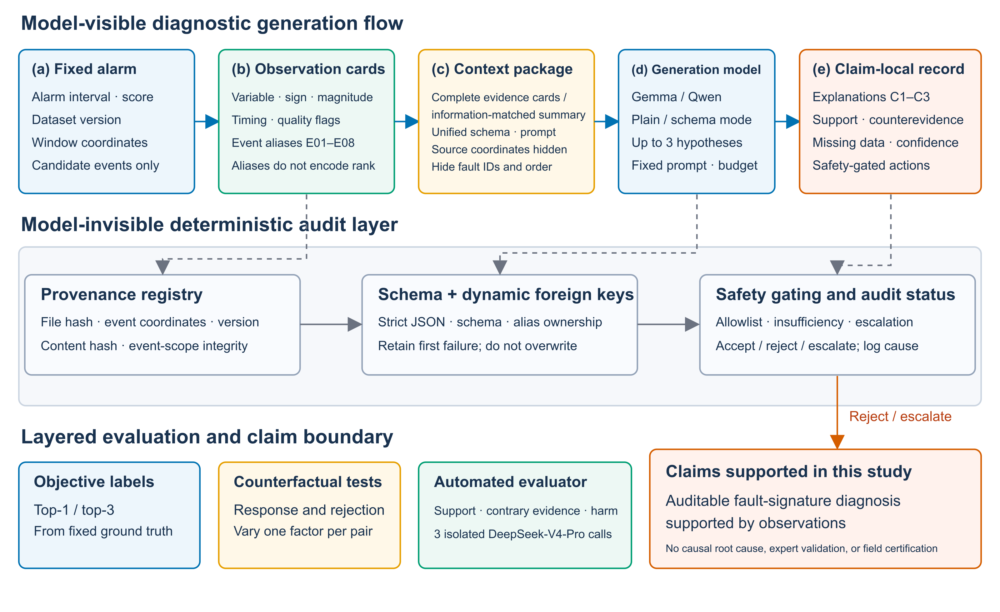 Model-visible diagnostic generation flow
(a) Fixed alarm
Alarm interval · score
Dataset version
Window coordinates
Candidate events only
(b) Observation cards
Variable · sign · magnitude
Timing · quality flags
Event aliases E01–E08
Aliases do not encode rank
(c) Context package
Complete evidence cards /
information-matched summary
Unified schema · prompt
Source coordinates hidden
Hide fault IDs and order
(d) Generation model
Gemma / Qwen
Plain / schema mode
Up to 3 hypotheses
Fixed prompt · budget
(e) Claim-local record
Explanations C1–C3
Support · counterevidence
Missing data · confidence
Safety-gated actions
Model-invisible deterministic audit layer
Provenance registry
File hash · event coordinates · version
Content hash · event-scope integrity
Schema + dynamic foreign keys
Strict JSON · schema · alias ownership
Retain first failure; do not overwrite
Safety gating and audit status
Allowlist · insufficiency · escalation
Accept / reject / escalate; log cause
Reject / escalate
Layered evaluation and claim boundary
Objective labels
Top-1 / top-3
From fixed ground truth
Counterfactual tests
Response and rejection
Vary one factor per pair
Automated evaluator
Support · contrary evidence · harm
3 isolated DeepSeek-V4-Pro calls
Claims supported in this study
Auditable fault-signature diagnosis
supported by observations
No causal root cause, expert validation, or field certification